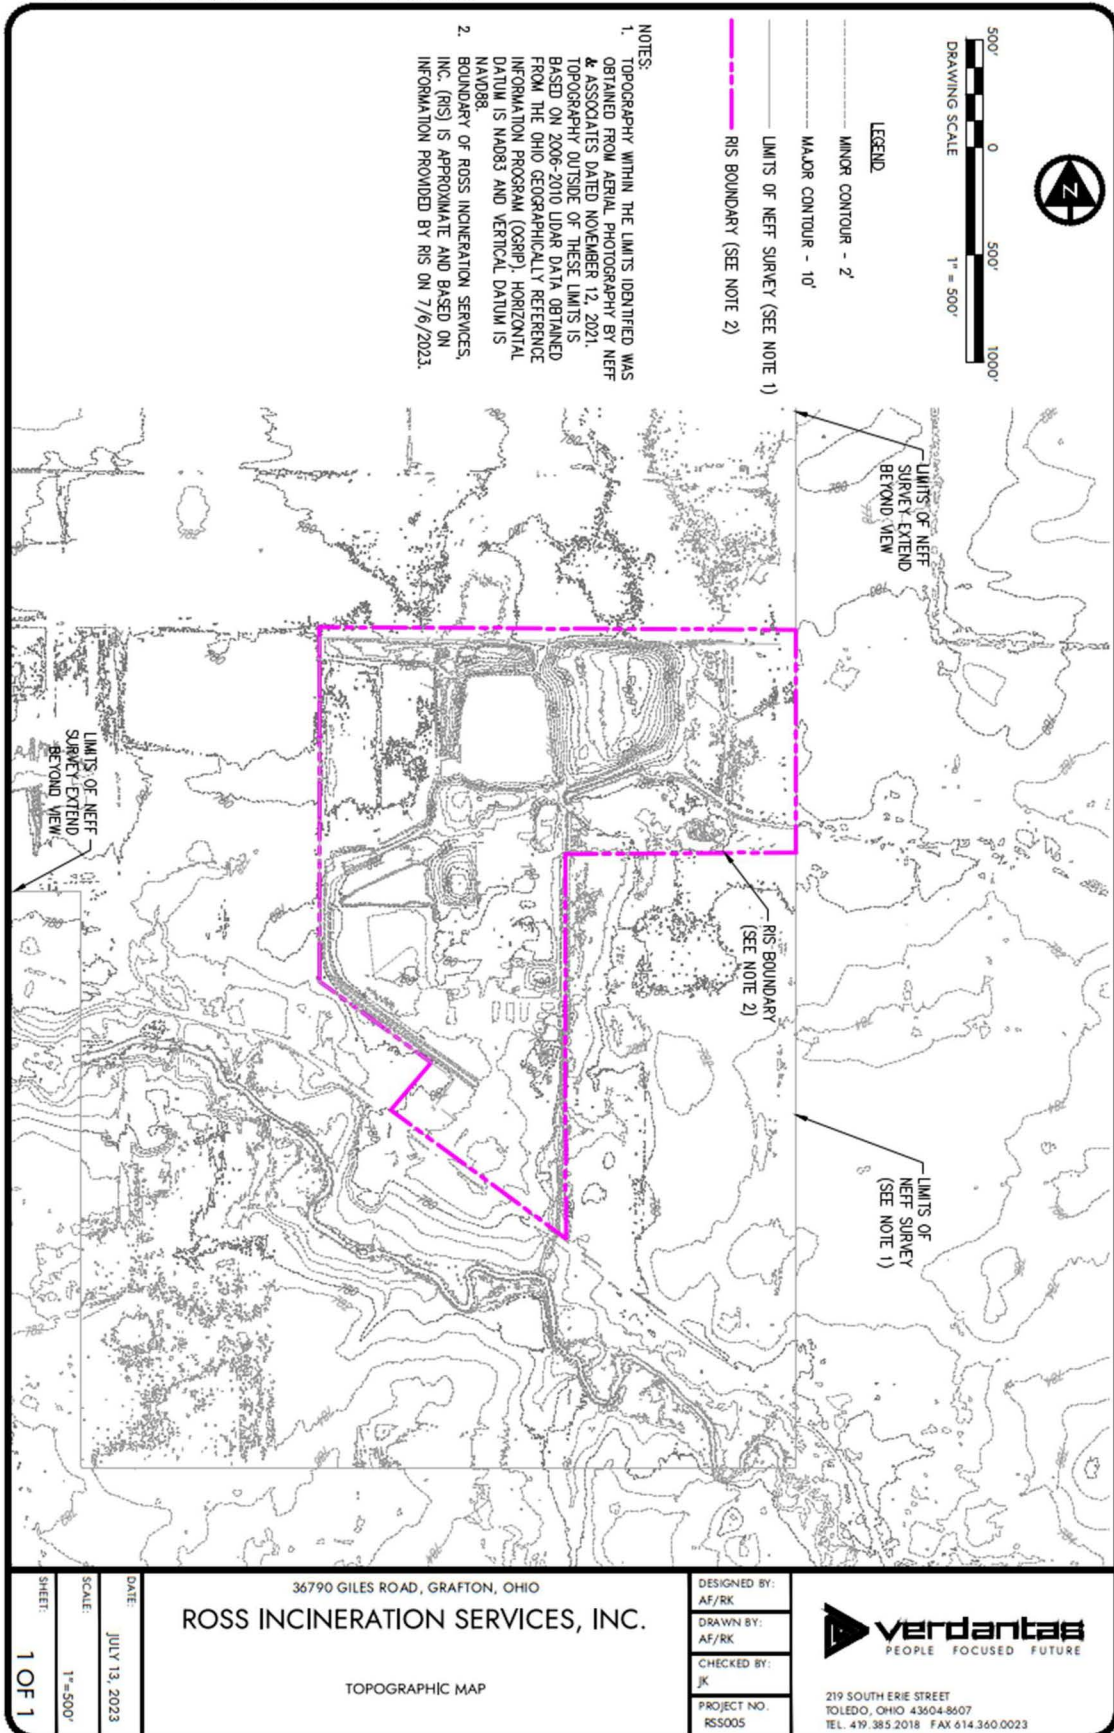 500'
0
500'
1000'
DRAWING SCALE
1" = 500'
N
LEGEND
MINOR CONTOUR - 2'
MAJOR CONTOUR - 10'
LIMITS OF NEFF SURVEY (SEE NOTE 1)
RIS BOUNDARY (SEE NOTE 2)
NOTES:
1. TOPOGRAPHY WITHIN THE LIMITS IDENTIFIED WAS
OBTAINED FROM AERIAL PHOTOGRAPHY BY NEFF
& ASSOCIATES DATED NOVEMBER 12, 2021.
TOPOGRAPHY OUTSIDE OF THESE LIMITS IS
BASED ON 2006-2010 LIDAR DATA OBTAINED
FROM THE OHIO GEOGRAPHICALLY REFERENCE
INFORMATION PROGRAM (OGRIP). HORIZONTAL
DATUM IS NAD83 AND VERTICAL DATUM IS
NAVD88.
2. BOUNDARY OF ROSS INCINERATION SERVICES,
INC. (RIS) IS APPROXIMATE AND BASED ON
INFORMATION PROVIDED BY RIS ON 7/6/2023.
LIMITS OF NEFF
SURVEY EXTEND
BEYOND VIEW
LIMITS OF NEFF
SURVEY EXTEND
BEYOND VIEW
RIS BOUNDARY
(SEE NOTE 2)
LIMITS OF
NEFF SURVEY
(SEE NOTE 1)
verdantas
PEOPLE FOCUSED FUTURE
219 SOUTH ERIE STREET
TOLEDO, OHIO 43604-8607
TEL. 419.385.2018 FAX 614.360.0023
DESIGNED BY:
AF/RK
DRAWN BY:
AF/RK
CHECKED BY:
JK
PROJECT NO.
RSS005
36790 GILES ROAD, GRAFTON, OHIO
ROSS INCINERATION SERVICES, INC.
TOPOGRAPHIC MAP
DATE:
JULY 13, 2023
SCALE:
1"=500'
SHEET:
1 OF 1